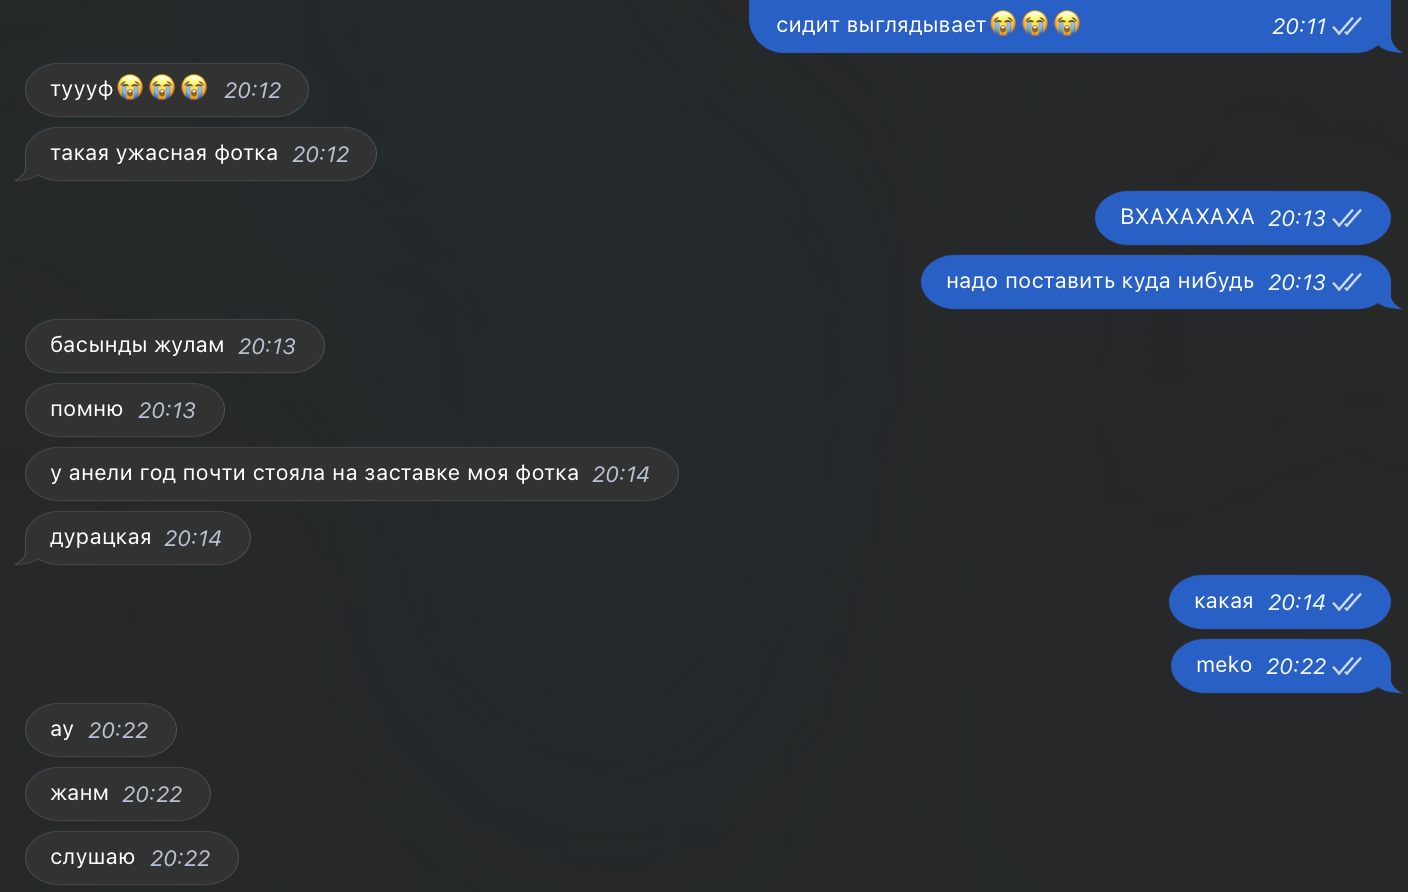 сидит выглядывает😭😭😭 20:11
туууф😭😭😭 20:12
такая ужасная фотка 20:12
ВХАХАХАХА 20:13
надо поставить куда нибудь 20:13
басынды жулам 20:13
помню 20:13
у анели год почти стояла на заставке моя фотка 20:14
дурацкая 20:14
какая 20:14
meko 20:22
ау 20:22
жанм 20:22
слушаю 20:22